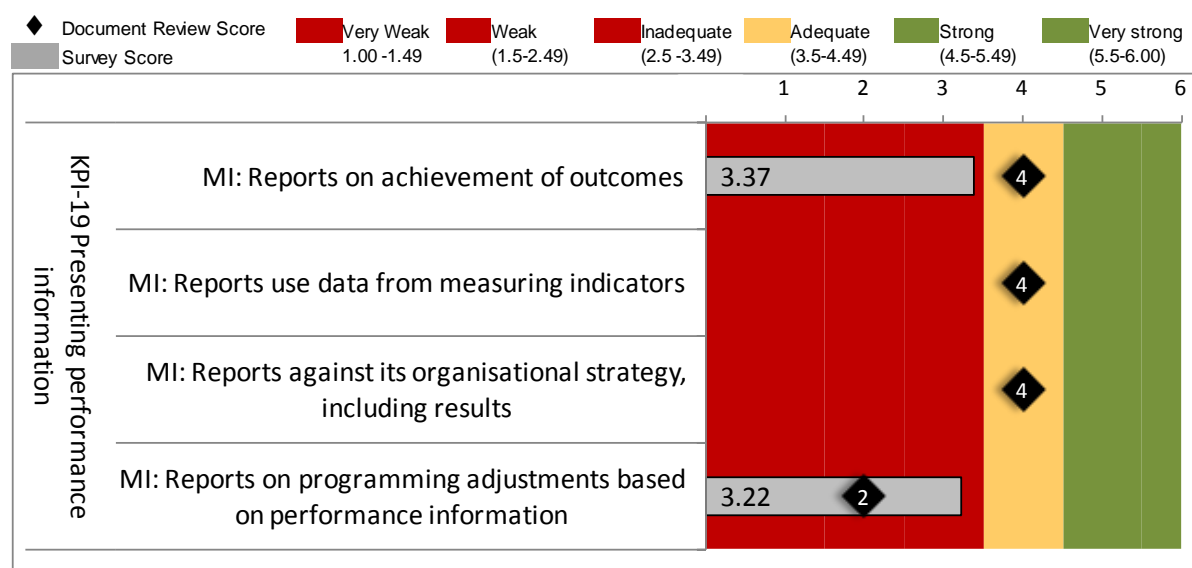 Document Review Score
Survey Score
Very Weak
1.00 -1.49
Weak
(1.5-2.49)
Inadequate
(2.5 -3.49)
Adequate
(3.5-4.49)
Strong
(4.5-5.49)
Very strong
(5.5-6.00)
1 2 3 4 5 6
KPI-19 Presenting performance
information
MI: Reports on achievement of outcomes
3.37
4
MI: Reports use data from measuring indicators
4
MI: Reports against its organisational strategy,
including results
4
MI: Reports on programming adjustments based
on performance information
3.22
2